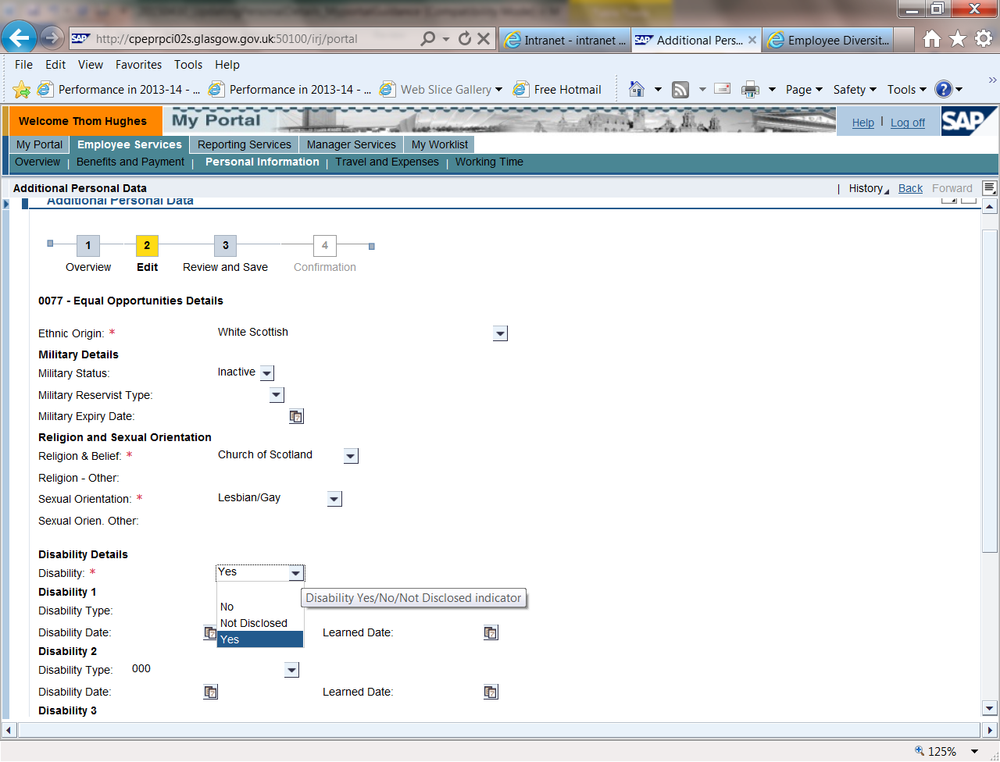 SAP http://cpeprpci02s.glasgow.gov.uk:50100/irj/portal
Intranet - intranet ...
SAP Additional Pers...
Employee Diversit...
File Edit View Favorites Tools Help
Performance in 2013-14 - ... Performance in 2013-14 - ... Web Slice Gallery Free Hotmail Page Safety Tools
Welcome Thom Hughes My Portal Help | Log off SAP
My Portal Employee Services Reporting Services Manager Services My Worklist
Overview | Benefits and Payment | Personal Information | Travel and Expenses | Working Time
Additional Personal Data | History Back Forward
Additional Personal Data
1 2 3 4
Overview Edit Review and Save Confirmation
0077 - Equal Opportunities Details
Ethnic Origin: * White Scottish
Military Details
Military Status: Inactive
Military Reservist Type:
Military Expiry Date:
Religion and Sexual Orientation
Religion & Belief: * Church of Scotland
Religion - Other:
Sexual Orientation: * Lesbian/Gay
Sexual Orien. Other:
Disability Details
Disability: * Yes
Disability 1
Disability Yes/No/Not Disclosed indicator
No
Disability Type:
Not Disclosed
Disability Date: Learned Date:
Yes
Disability 2
Disability Type: 000
Disability Date: Learned Date:
Disability 3
125%